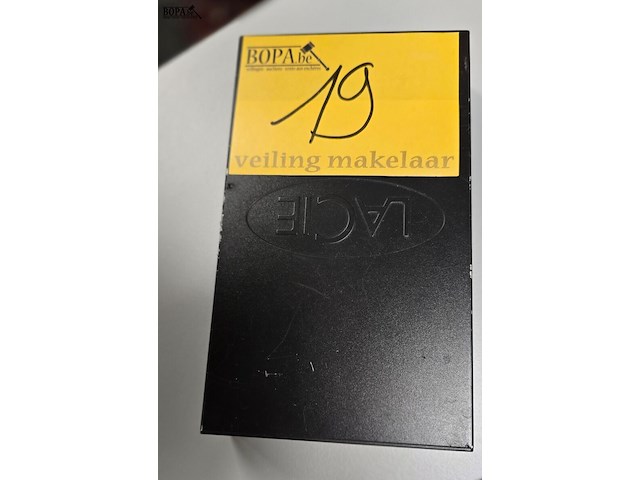 BOPA.be
BOPA.be
19
veiling makelaar
LACIE